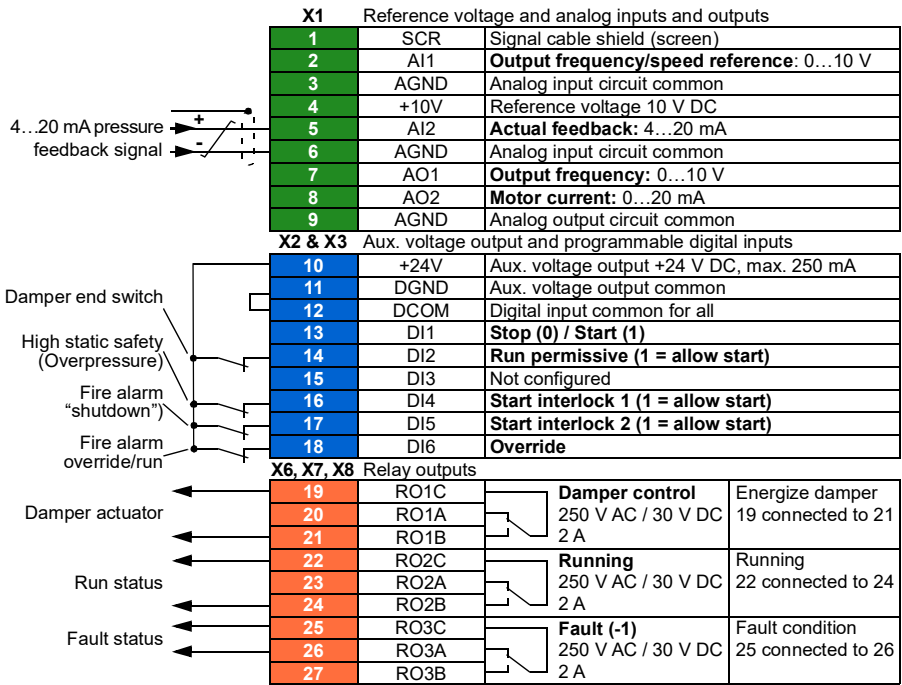 X1 Reference voltage and analog inputs and outputs
1 SCR Signal cable shield (screen)
2 AI1 Output frequency/speed reference: 0…10 V
3 AGND Analog input circuit common
4 +10V Reference voltage 10 V DC
4…20 mA pressure + 5 AI2 Actual feedback: 4…20 mA
feedback signal - 6 AGND Analog input circuit common
7 AO1 Output frequency: 0…10 V
8 AO2 Motor current: 0…20 mA
9 AGND Analog output circuit common
X2 & X3 Aux. voltage output and programmable digital inputs
10 +24V Aux. voltage output +24 V DC, max. 250 mA
11 DGND Aux. voltage output common
Damper end switch
12 DCOM Digital input common for all
13 DI1 Stop (0) / Start (1)
High static safety
(Overpressure)
14 DI2 Run permissive (1 = allow start)
15 DI3 Not configured
Fire alarm
“shutdown”)
16 DI4 Start interlock 1 (1 = allow start)
17 DI5 Start interlock 2 (1 = allow start)
Fire alarm
override/run
18 DI6 Override
X6, X7, X8 Relay outputs
19 RO1C Damper control Energize damper
Damper actuator 20 RO1A 250 V AC / 30 V DC 19 connected to 21
21 RO1B 2 A
22 RO2C Running Running
Run status 23 RO2A 250 V AC / 30 V DC 22 connected to 24
24 RO2B 2 A
25 RO3C Fault (-1) Fault condition
Fault status 26 RO3A 250 V AC / 30 V DC 25 connected to 26
27 RO3B 2 A